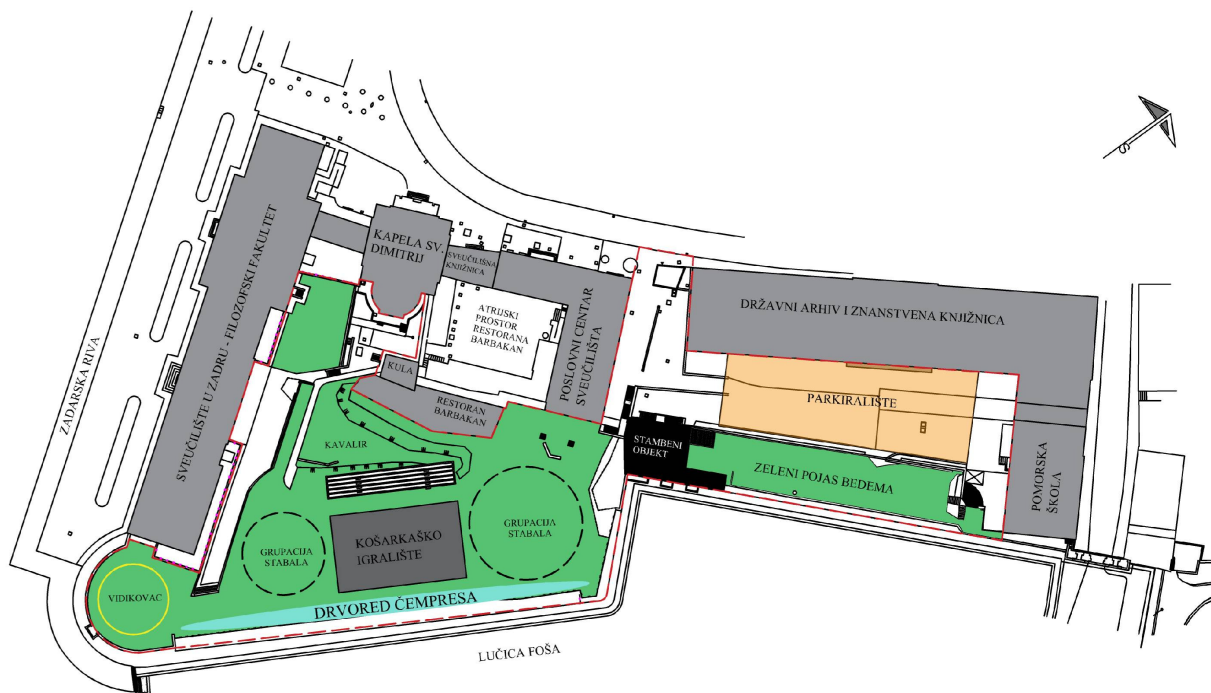 ZADARSKA RIVA
SVEUČILIŠTE U ZADRU - FILOZOFSKI FAKULTET
KAPELA SV.
DIMITRIJ
SVEUČILIŠNA
KNJIŽNICA
ATRIJSKI
PROSTOR
RESTORANA
BARBAKAN
POSLOVNI CENTAR
SVEUČILIŠTA
DRŽAVNI ARHIV I ZNANSTVENA KNJIŽNICA
KULA
RESTORAN
BARBAKAN
PARKIRALIŠTE
KAVALIR
STAMBENI
OBJEKT
ZELENI POJAS BEDEMA
POMORSKA
ŠKOLA
GRUPACIJA
STABALA
KOŠARKAŠKO
IGRALIŠTE
GRUPACIJA
STABALA
VIDIKOVAC
DRVORED ČEMPRESA
LUČICA FOŠA
S